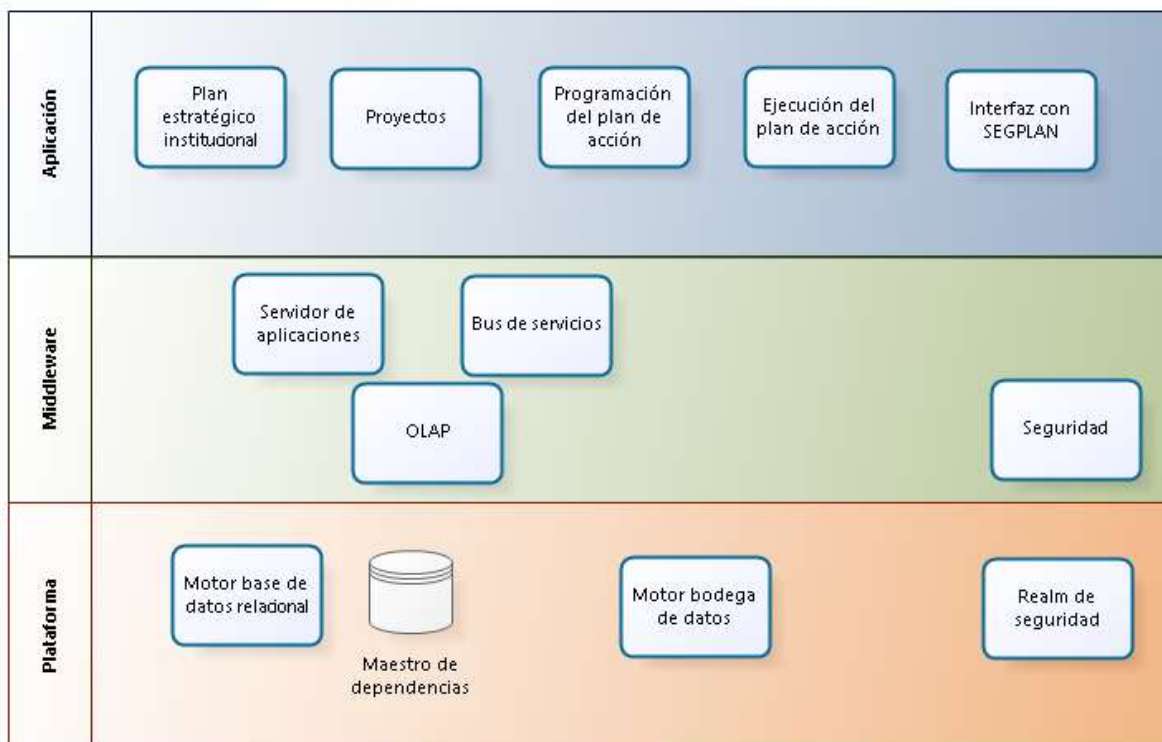 Aplicación
Plan
estratégico
institucional
Proyectos
Programación
del plan de
acción
Ejecución del
plan de acción
Interfaz con
SEGPLAN
Middleware
Servidor de
aplicaciones
Bus de servicios
OLAP
Seguridad
Plataforma
Motor base de
datos relacional
Maestro de
dependencias
Motor bodega
de datos
Realm de
seguridad